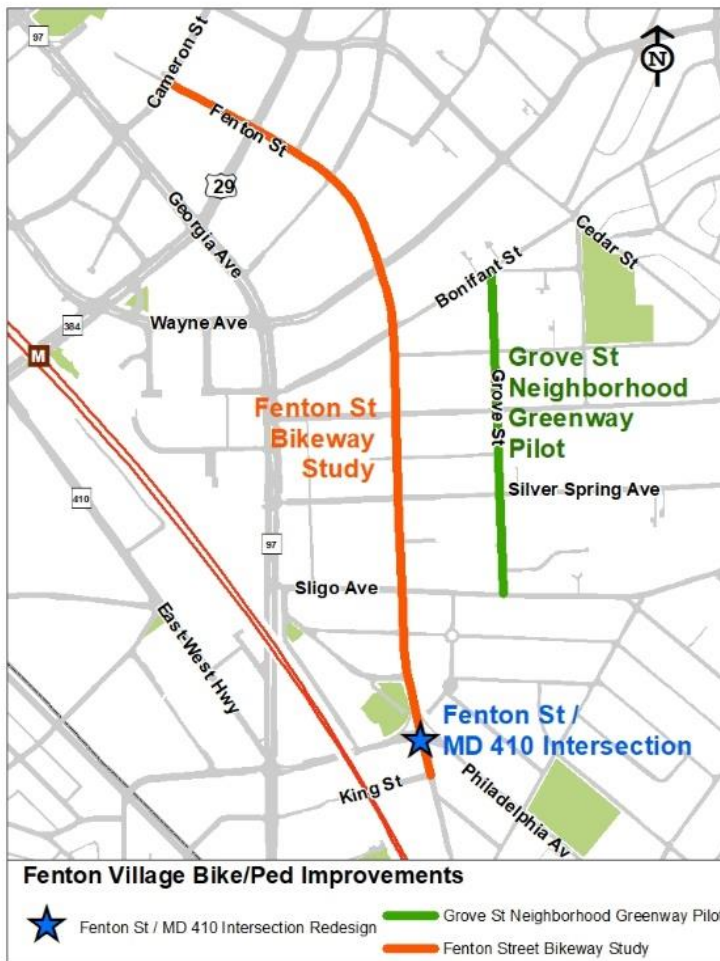 97
Cameron St
N
Fenton St
29
Georgia Ave
Cedar St
Bonifant St
384
Wayne Ave
M
Grove St
Neighborhood
Greenway
Pilot
Grove St
Fenton St
Bikeway
Study
410
Silver Spring Ave
97
Sligo Ave
East-West Hwy
Fenton St /
MD 410 Intersection
King St
Philadelphia Av
Fenton Village Bike/Ped Improvements
Fenton St / MD 410 Intersection Redesign
Grove St Neighborhood Greenway Pilot
Fenton Street Bikeway Study